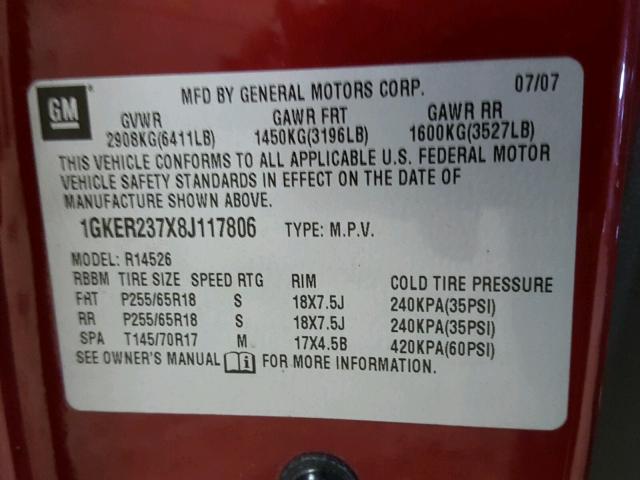 GM
MFD BY GENERAL MOTORS CORP. 07/07
GVWR GAWR FRT GAWR RR
2908KG(6411LB) 1450KG(3196LB) 1600KG(3527LB)
THIS VEHICLE CONFORMS TO ALL APPLICABLE U.S. FEDERAL MOTOR
VEHICLE SAFETY STANDARDS IN EFFECT ON THE DATE OF
MANUFACTURE SHOWN ABOVE.
1GKER237X8J117806 TYPE: M.P.V.
MODEL: R14526
RBBM TIRE SIZE SPEED RTG RIM COLD TIRE PRESSURE
FRT P255/65R18 S 18X7.5J 240KPA(35PSI)
RR P255/65R18 S 18X7.5J 240KPA(35PSI)
SPA T145/70R17 M 17X4.5B 420KPA(60PSI)
SEE OWNER'S MANUAL i FOR MORE INFORMATION.